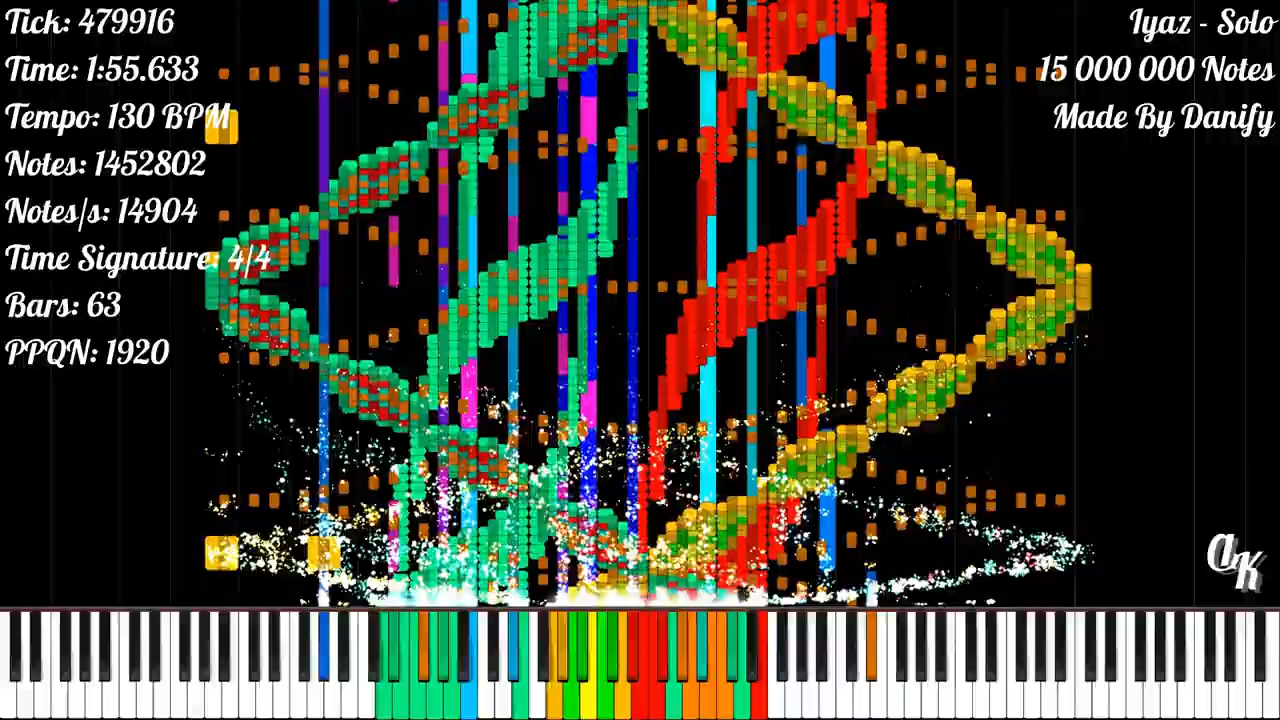 Tick: 479916
Time: 1:55.633
Tempo: 130 BPM
Notes: 1452802
Notes/s: 14904
Time Signature: 4/4
Bars: 63
PPQN: 1920
Iyaz - Solo
15 000 000 Notes
Made By Danify
DK